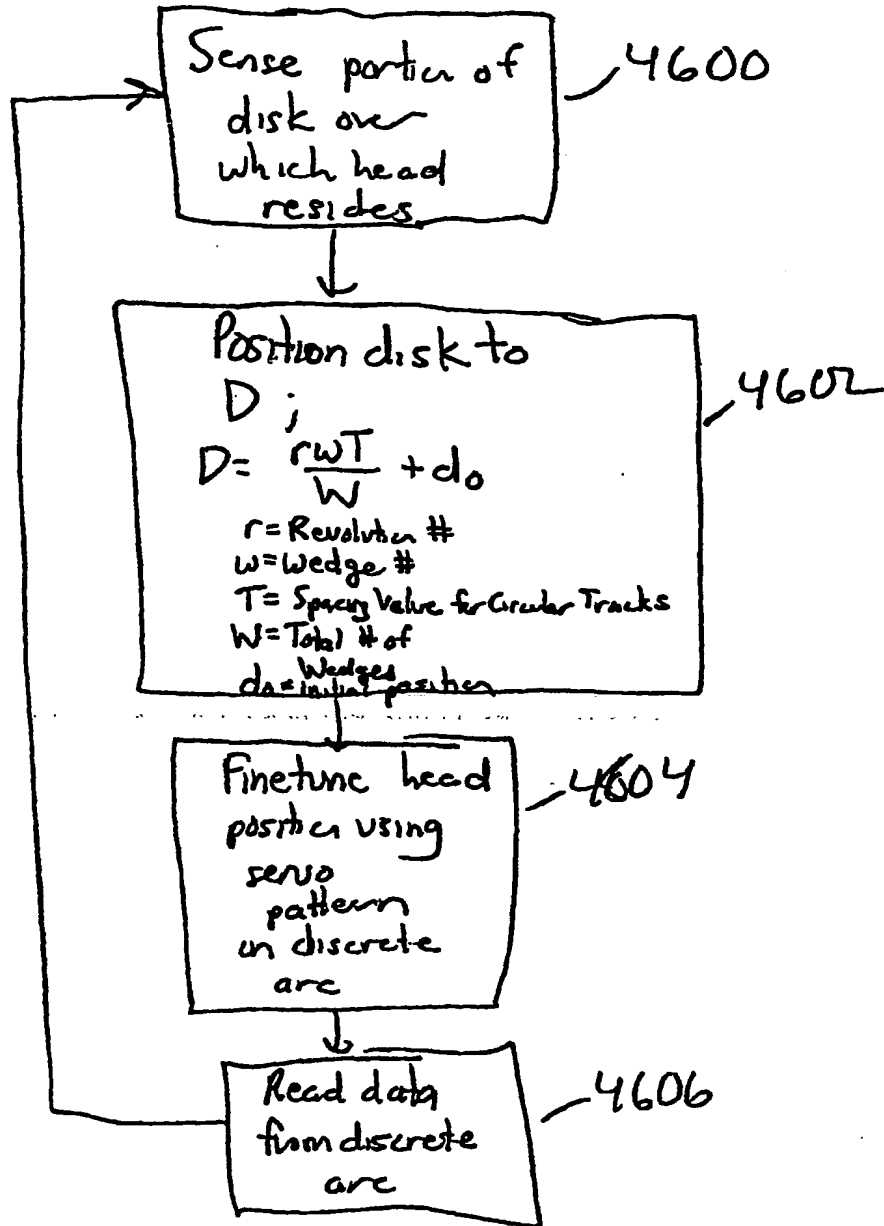 Sense portion of
disk over
which head
resides
4600
Position disk to
D ;
D = rwT/W + do
r = Revolution #
w = Wedge #
T = Spacing Value for Circular Tracks
W = Total # of
Wedges
do = initial position
4602
Finetune head
position using
servo
pattern
on discrete
arc
4604
Read data
from discrete
arc
4606